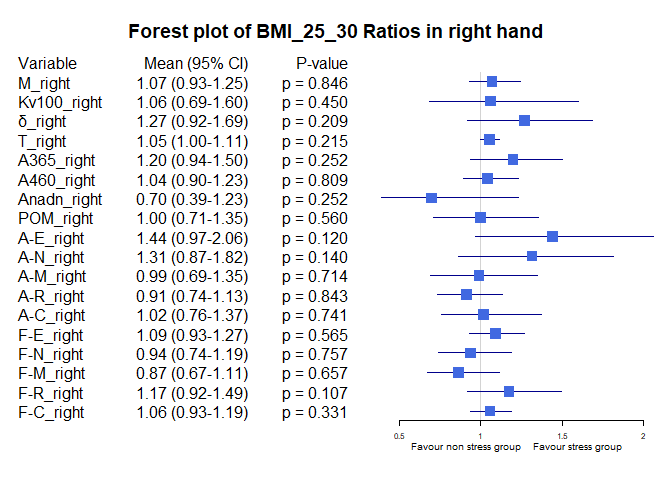 Forest plot of BMI_25_30 Ratios in right hand
Variable Mean (95% CI) P-value
M_right 1.07 (0.93-1.25) p = 0.846
Kv100_right 1.06 (0.69-1.60) p = 0.450
δ_right 1.27 (0.92-1.69) p = 0.209
T_right 1.05 (1.00-1.11) p = 0.215
A365_right 1.20 (0.94-1.50) p = 0.252
A460_right 1.04 (0.90-1.23) p = 0.809
Anadn_right 0.70 (0.39-1.23) p = 0.252
POM_right 1.00 (0.71-1.35) p = 0.560
A-E_right 1.44 (0.97-2.06) p = 0.120
A-N_right 1.31 (0.87-1.82) p = 0.140
A-M_right 0.99 (0.69-1.35) p = 0.714
A-R_right 0.91 (0.74-1.13) p = 0.843
A-C_right 1.02 (0.76-1.37) p = 0.741
F-E_right 1.09 (0.93-1.27) p = 0.565
F-N_right 0.94 (0.74-1.19) p = 0.757
F-M_right 0.87 (0.67-1.11) p = 0.657
F-R_right 1.17 (0.92-1.49) p = 0.107
F-C_right 1.06 (0.93-1.19) p = 0.331
0.5 1 1.5 2
Favour non stress group Favour stress group